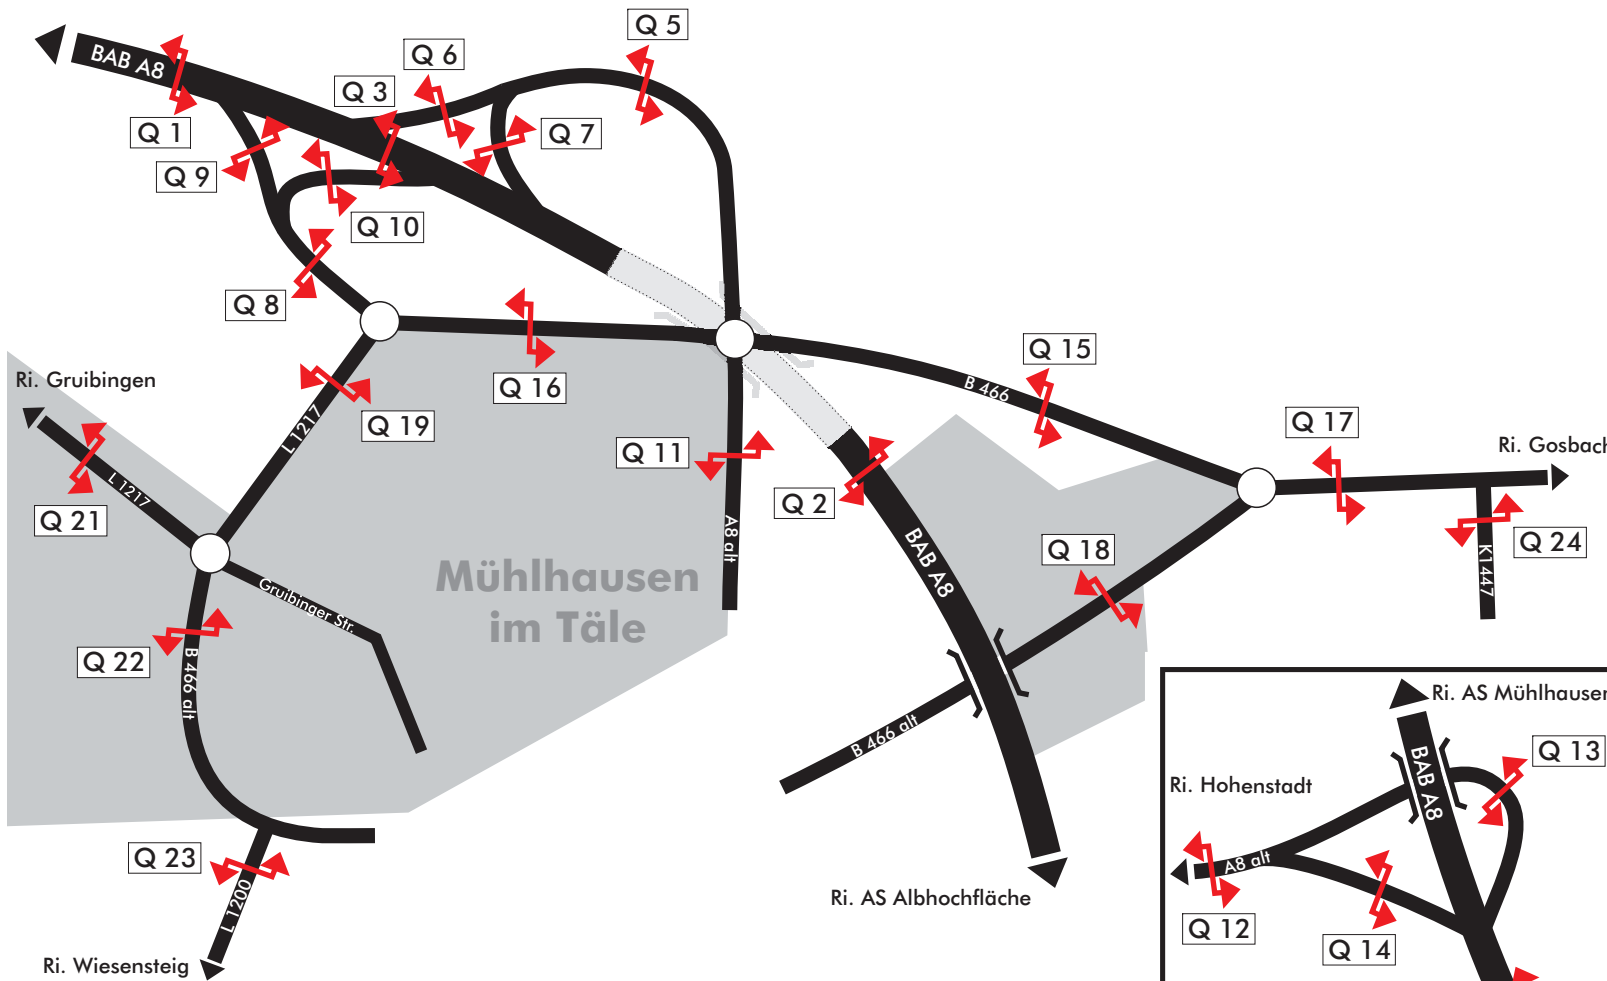 BAB A8
Q 1
Q 3
Q 6
Q 5
Q 7
Q 9
Q 10
Q 8
Q 16
Q 15
B 466
Q 17
Ri. Gosbach
Q 24
K1447
Ri. Gruibingen
Q 19
L 1217
Q 11
A8 alt
Q 2
Q 21
L 1217
Q 18
BAB A8
Mühlhausen
im Täle
Gruibinger Str.
Q 22
B 466 alt
B 466 alt
Q 23
L 1200
Ri. Wiesensteig
Ri. AS Albhochfläche
Ri. AS Mühlhausen
BAB A8
Q 13
Ri. Hohenstadt
A8 alt
Q 12
Q 14